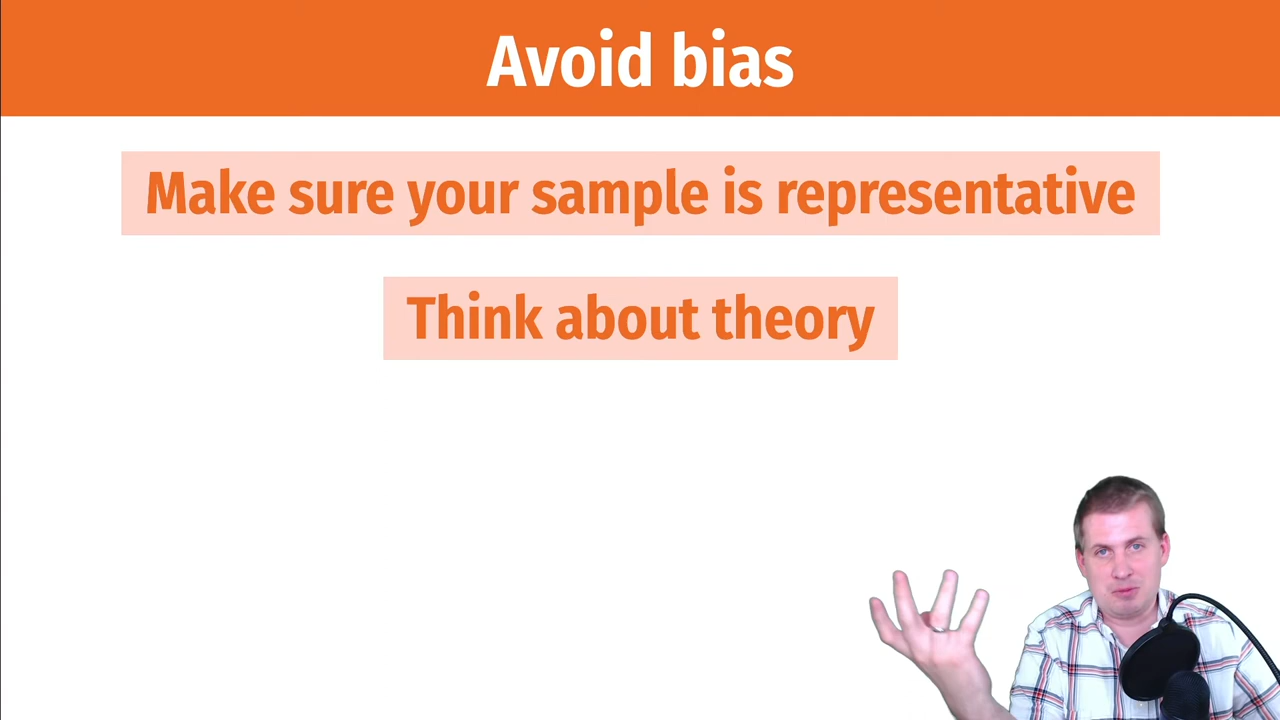 Avoid bias
Make sure your sample is representative
Think about theory